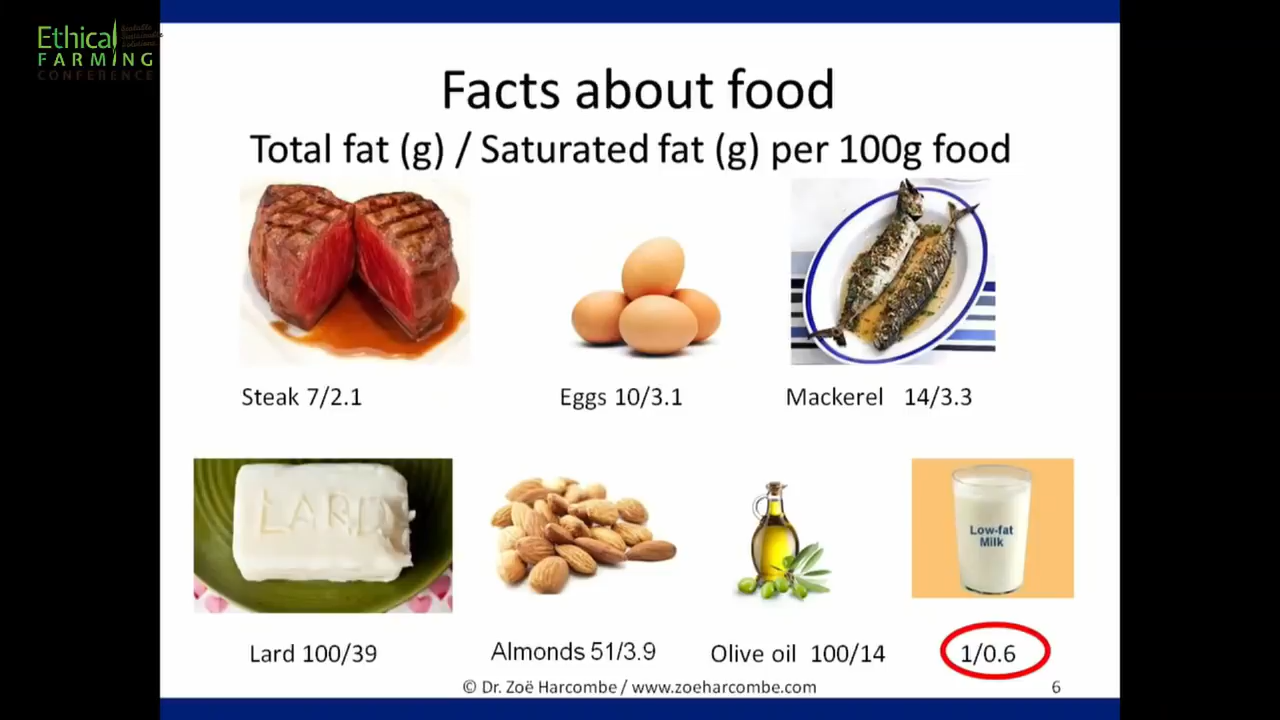 Ethical
FARMING
CONFERENCE
Facts about food
Total fat (g) / Saturated fat (g) per 100g food
Steak 7/2.1
Eggs 10/3.1
Mackerel 14/3.3
LARD
Low-fat
Milk
Lard 100/39
Almonds 51/3.9
Olive oil 100/14
1/0.6
© Dr. Zoë Harcombe / www.zoeharcombe.com
6